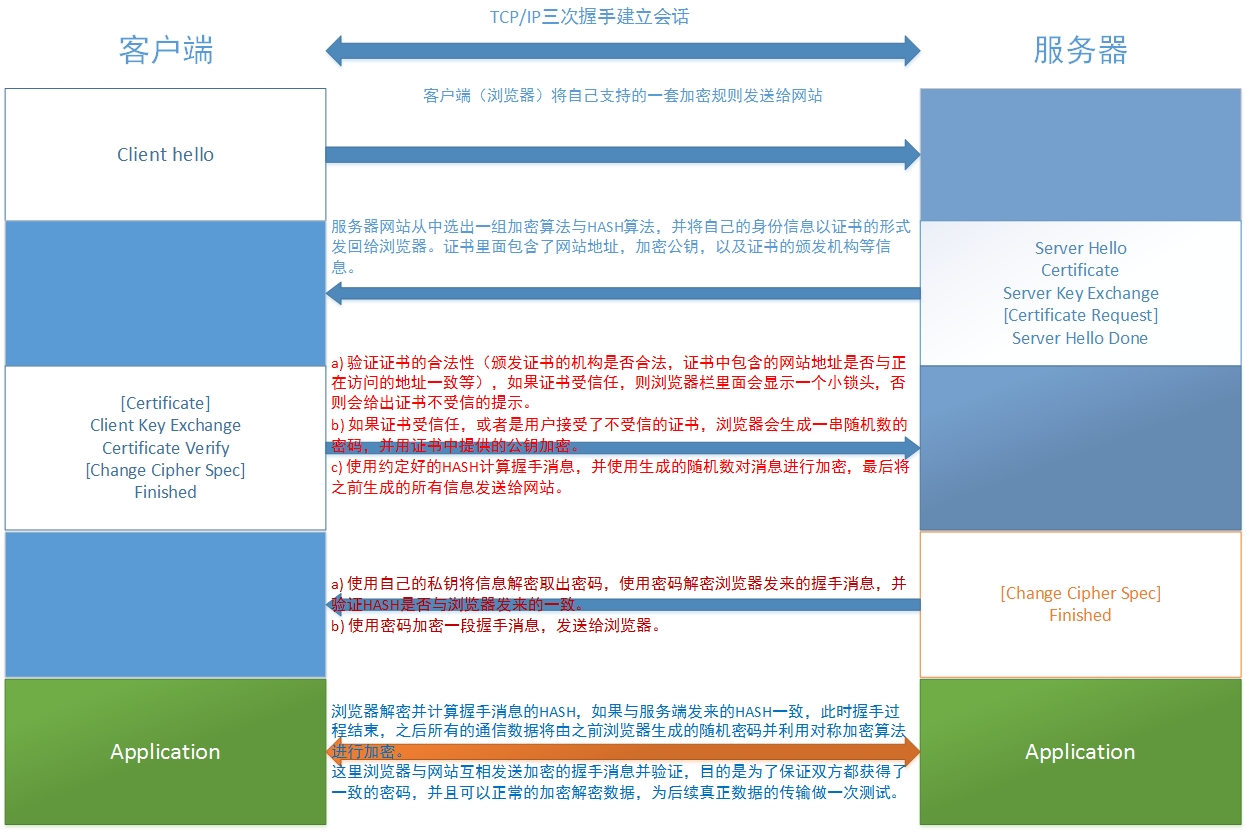 TCP/IP三次握手建立会话
客户端
服务器
客户端（浏览器）将自己支持的一套加密规则发送给网站
Client hello
服务器网站从中选出一组加密算法与HASH算法，并将自己的身份信息以证书的形式
发回给浏览器。证书里面包含了网站地址，加密公钥，以及证书的颁发机构等信
息。
Server Hello
Certificate
Server Key Exchange
[Certificate Request]
Server Hello Done
[Certificate]
Client Key Exchange
Certificate Verify
[Change Cipher Spec]
Finished
a) 验证证书的合法性（颁发证书的机构是否合法，证书中包含的网站地址是否与正
在访问的地址一致等），如果证书受信任，则浏览器栏里面会显示一个小锁头，否
则会给出证书不受信的提示。
b) 如果证书受信任，或者是用户接受了不受信的证书，浏览器会生成一串随机数的
密码，并用证书中提供的公钥加密。
c) 使用约定好的HASH计算握手消息，并使用生成的随机数对消息进行加密，最后将
之前生成的所有信息发送给网站。
a) 使用自己的私钥将信息解密取出密码，使用密码解密浏览器发来的握手消息，并
验证HASH是否与浏览器发来的一致。
b) 使用密码加密一段握手消息，发送给浏览器。
[Change Cipher Spec]
Finished
Application
浏览器解密并计算握手消息的HASH，如果与服务端发来的HASH一致，此时握手过
程结束，之后所有的通信数据将由之前浏览器生成的随机密码并利用对称加密算法
进行加密。
这里浏览器与网站互相发送加密的握手消息并验证，目的是为了保证双方都获得了
一致的密码，并且可以正常的加密解密数据，为后续真正数据的传输做一次测试。
Application